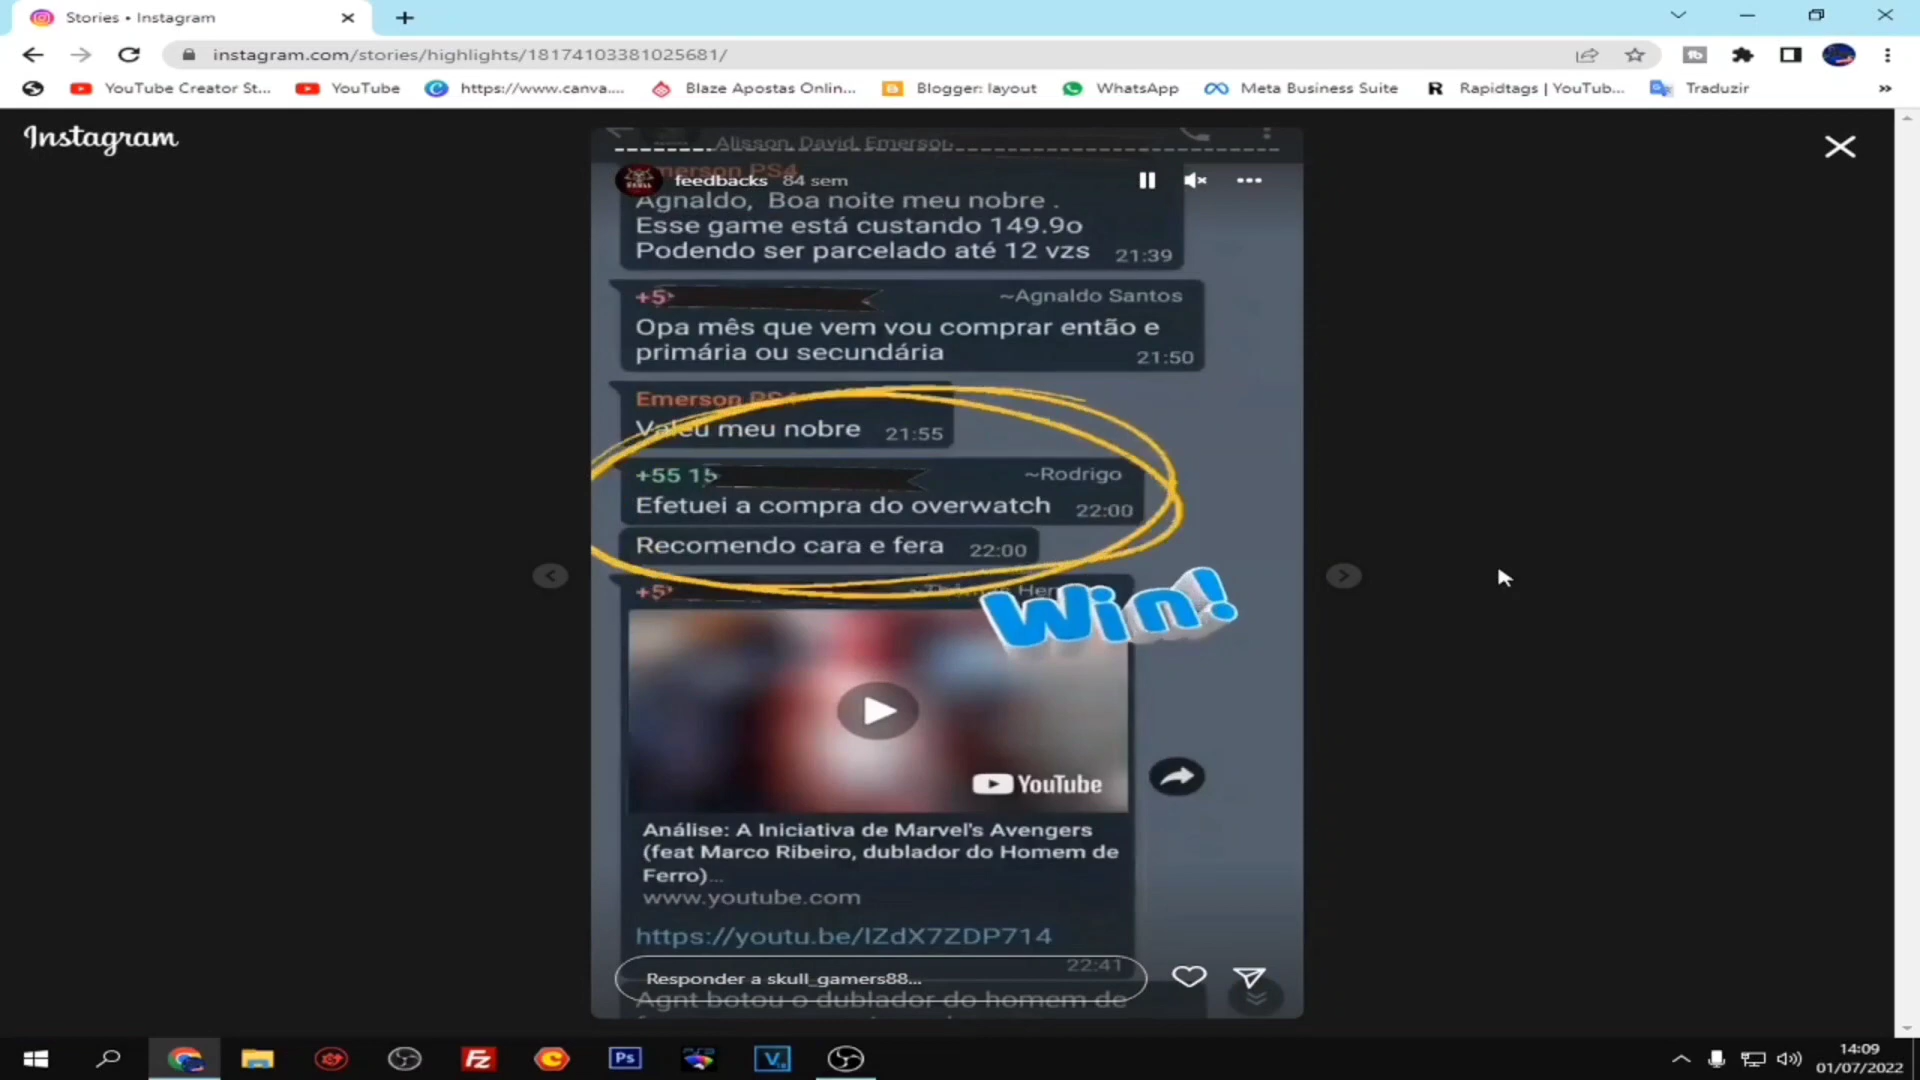 Stories • Instagram
instagram.com/stories/highlights/18174103381025681/
YouTube Creator St... YouTube https://www.canva.... Blaze Apostas Onlin... Blogger: layout WhatsApp Meta Business Suite Rapidtags | YouTub... Traduzir
Instagram
Alisson, David, Emerson
Emerson PS4
feedbacks 84 sem
Agnaldo, Boa noite meu nobre .
Esse game está custando 149.9o
Podendo ser parcelado até 12 vzs 21:39
+5 ~Agnaldo Santos
Opa mês que vem vou comprar então e
primária ou secundária 21:50
Emerson PS4
Valeu meu nobre 21:55
+55 15 ~Rodrigo
Efetuei a compra do overwatch 22:00
Recomendo cara e fera 22:00
+5
Win!
YouTube
Análise: A Iniciativa de Marvel's Avengers
(feat Marco Ribeiro, dublador do Homem de
Ferro)...
www.youtube.com
https://youtu.be/lZdX7ZDP714
22:41
Responder a skull_gamers88...
Agnt botou o dublador do homem de
14:09
01/07/2022